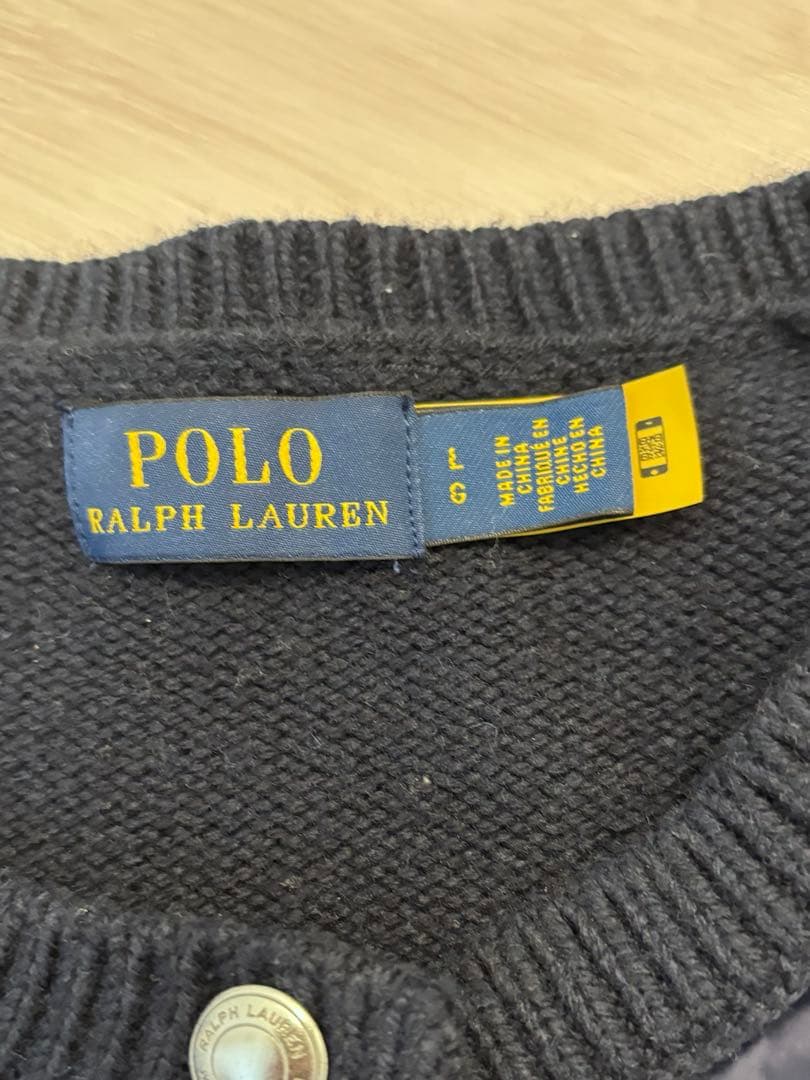 POLO
RALPH LAUREN
L
G
MADE IN
CHINA
FABRIQUÉ EN
CHINE
HECHO EN
CHINA
RALPH LAUREN